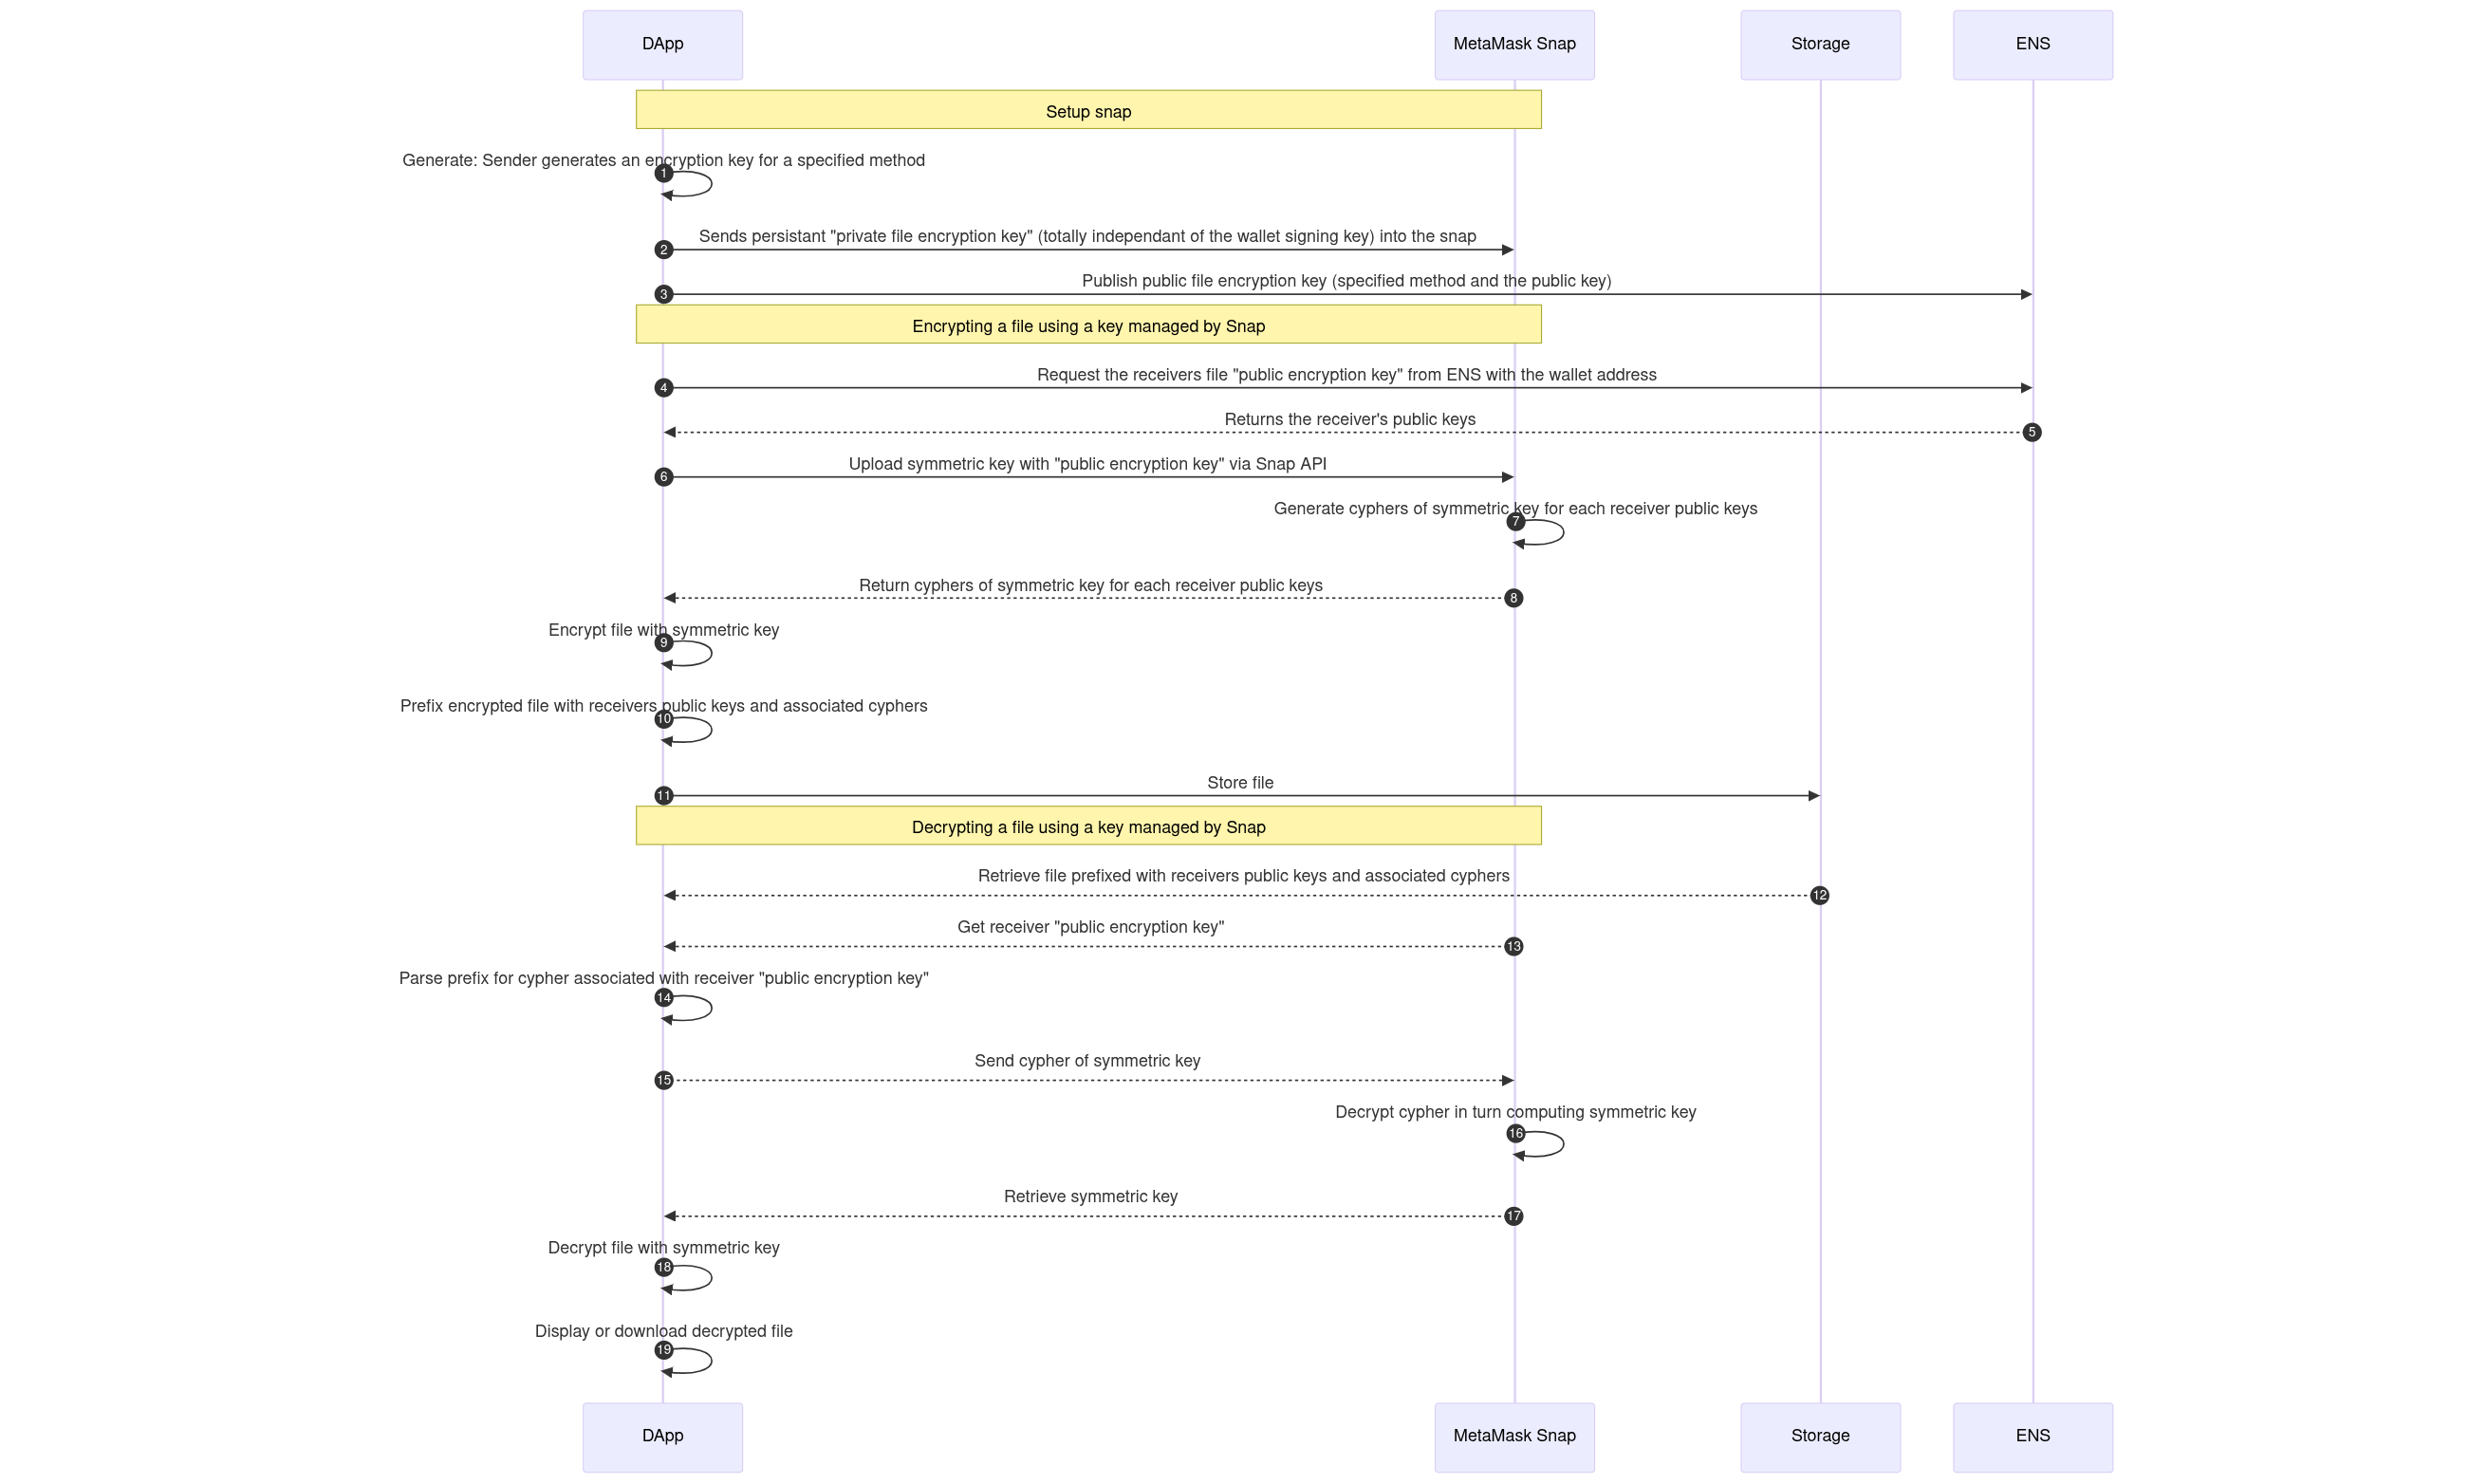 DApp
MetaMask Snap
Storage
ENS
Setup snap
Generate: Sender generates an encryption key for a specified method
1
Sends persistant "private file encryption key" (totally independant of the wallet signing key) into the snap
2
Publish public file encryption key (specified method and the public key)
3
Encrypting a file using a key managed by Snap
Request the receivers file "public encryption key" from ENS with the wallet address
4
Returns the receiver's public keys
5
Upload symmetric key with "public encryption key" via Snap API
6
Generate cyphers of symmetric key for each receiver public keys
7
Return cyphers of symmetric key for each receiver public keys
8
Encrypt file with symmetric key
9
Prefix encrypted file with receivers public keys and associated cyphers
10
Store file
11
Decrypting a file using a key managed by Snap
Retrieve file prefixed with receivers public keys and associated cyphers
12
Get receiver "public encryption key"
13
Parse prefix for cypher associated with receiver "public encryption key"
14
Send cypher of symmetric key
15
Decrypt cypher in turn computing symmetric key
16
Retrieve symmetric key
17
Decrypt file with symmetric key
18
Display or download decrypted file
19
DApp
MetaMask Snap
Storage
ENS